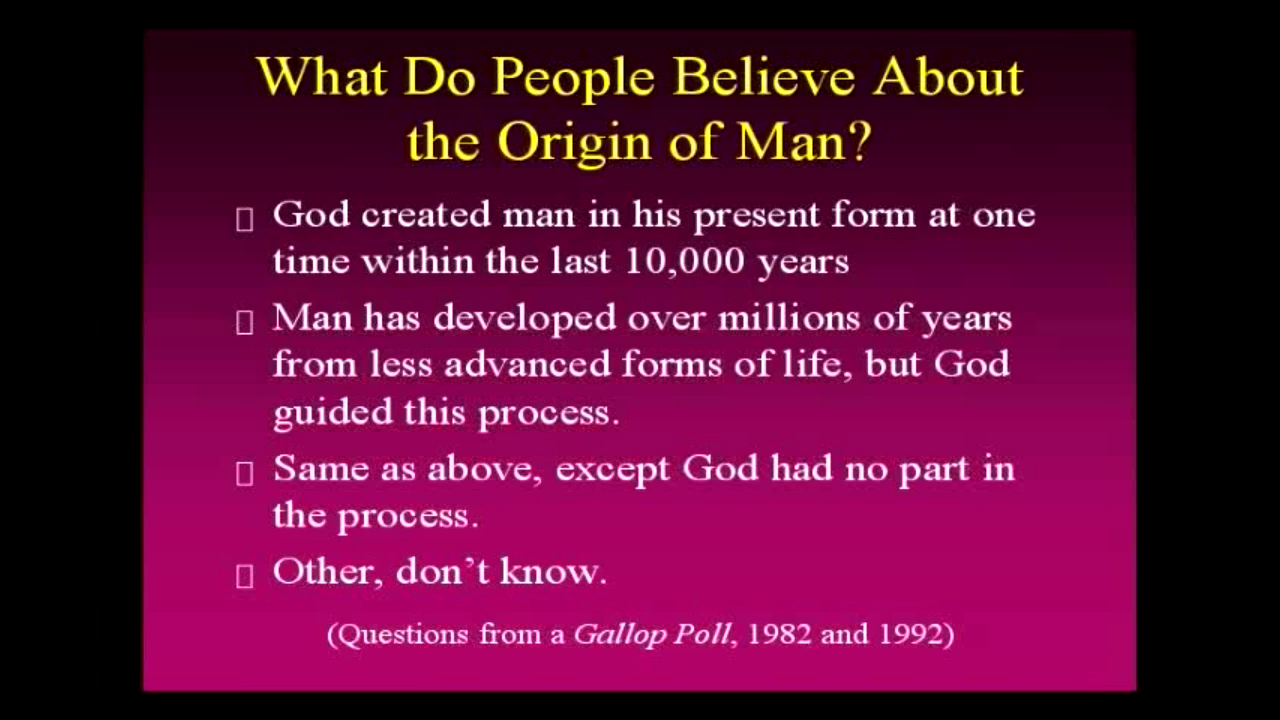 What Do People Believe About
the Origin of Man?
God created man in his present form at one
time within the last 10,000 years
Man has developed over millions of years
from less advanced forms of life, but God
guided this process.
Same as above, except God had no part in
the process.
Other, don't know.
(Questions from a Gallop Poll, 1982 and 1992)